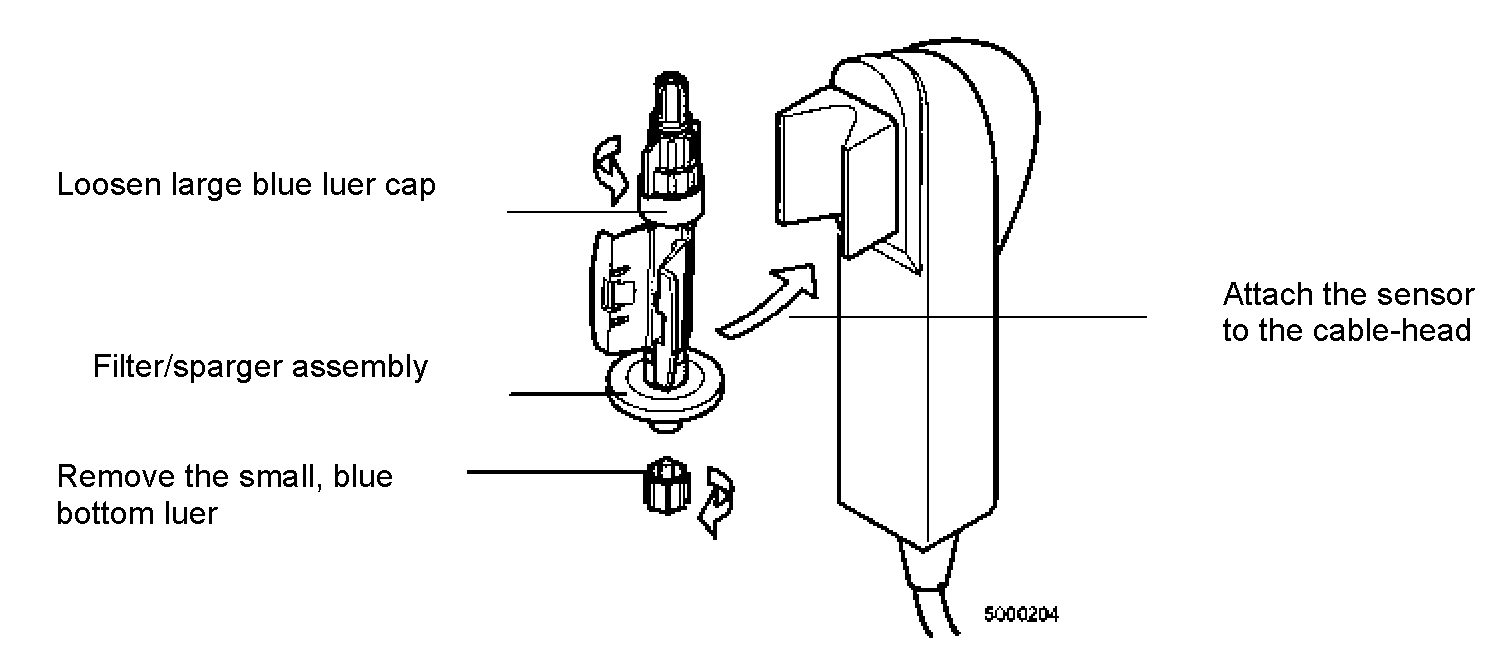 Loosen large blue luer cap
Filter/sparger assembly
Remove the small, blue
bottom luer
Attach the sensor
to the cable-head
5000204